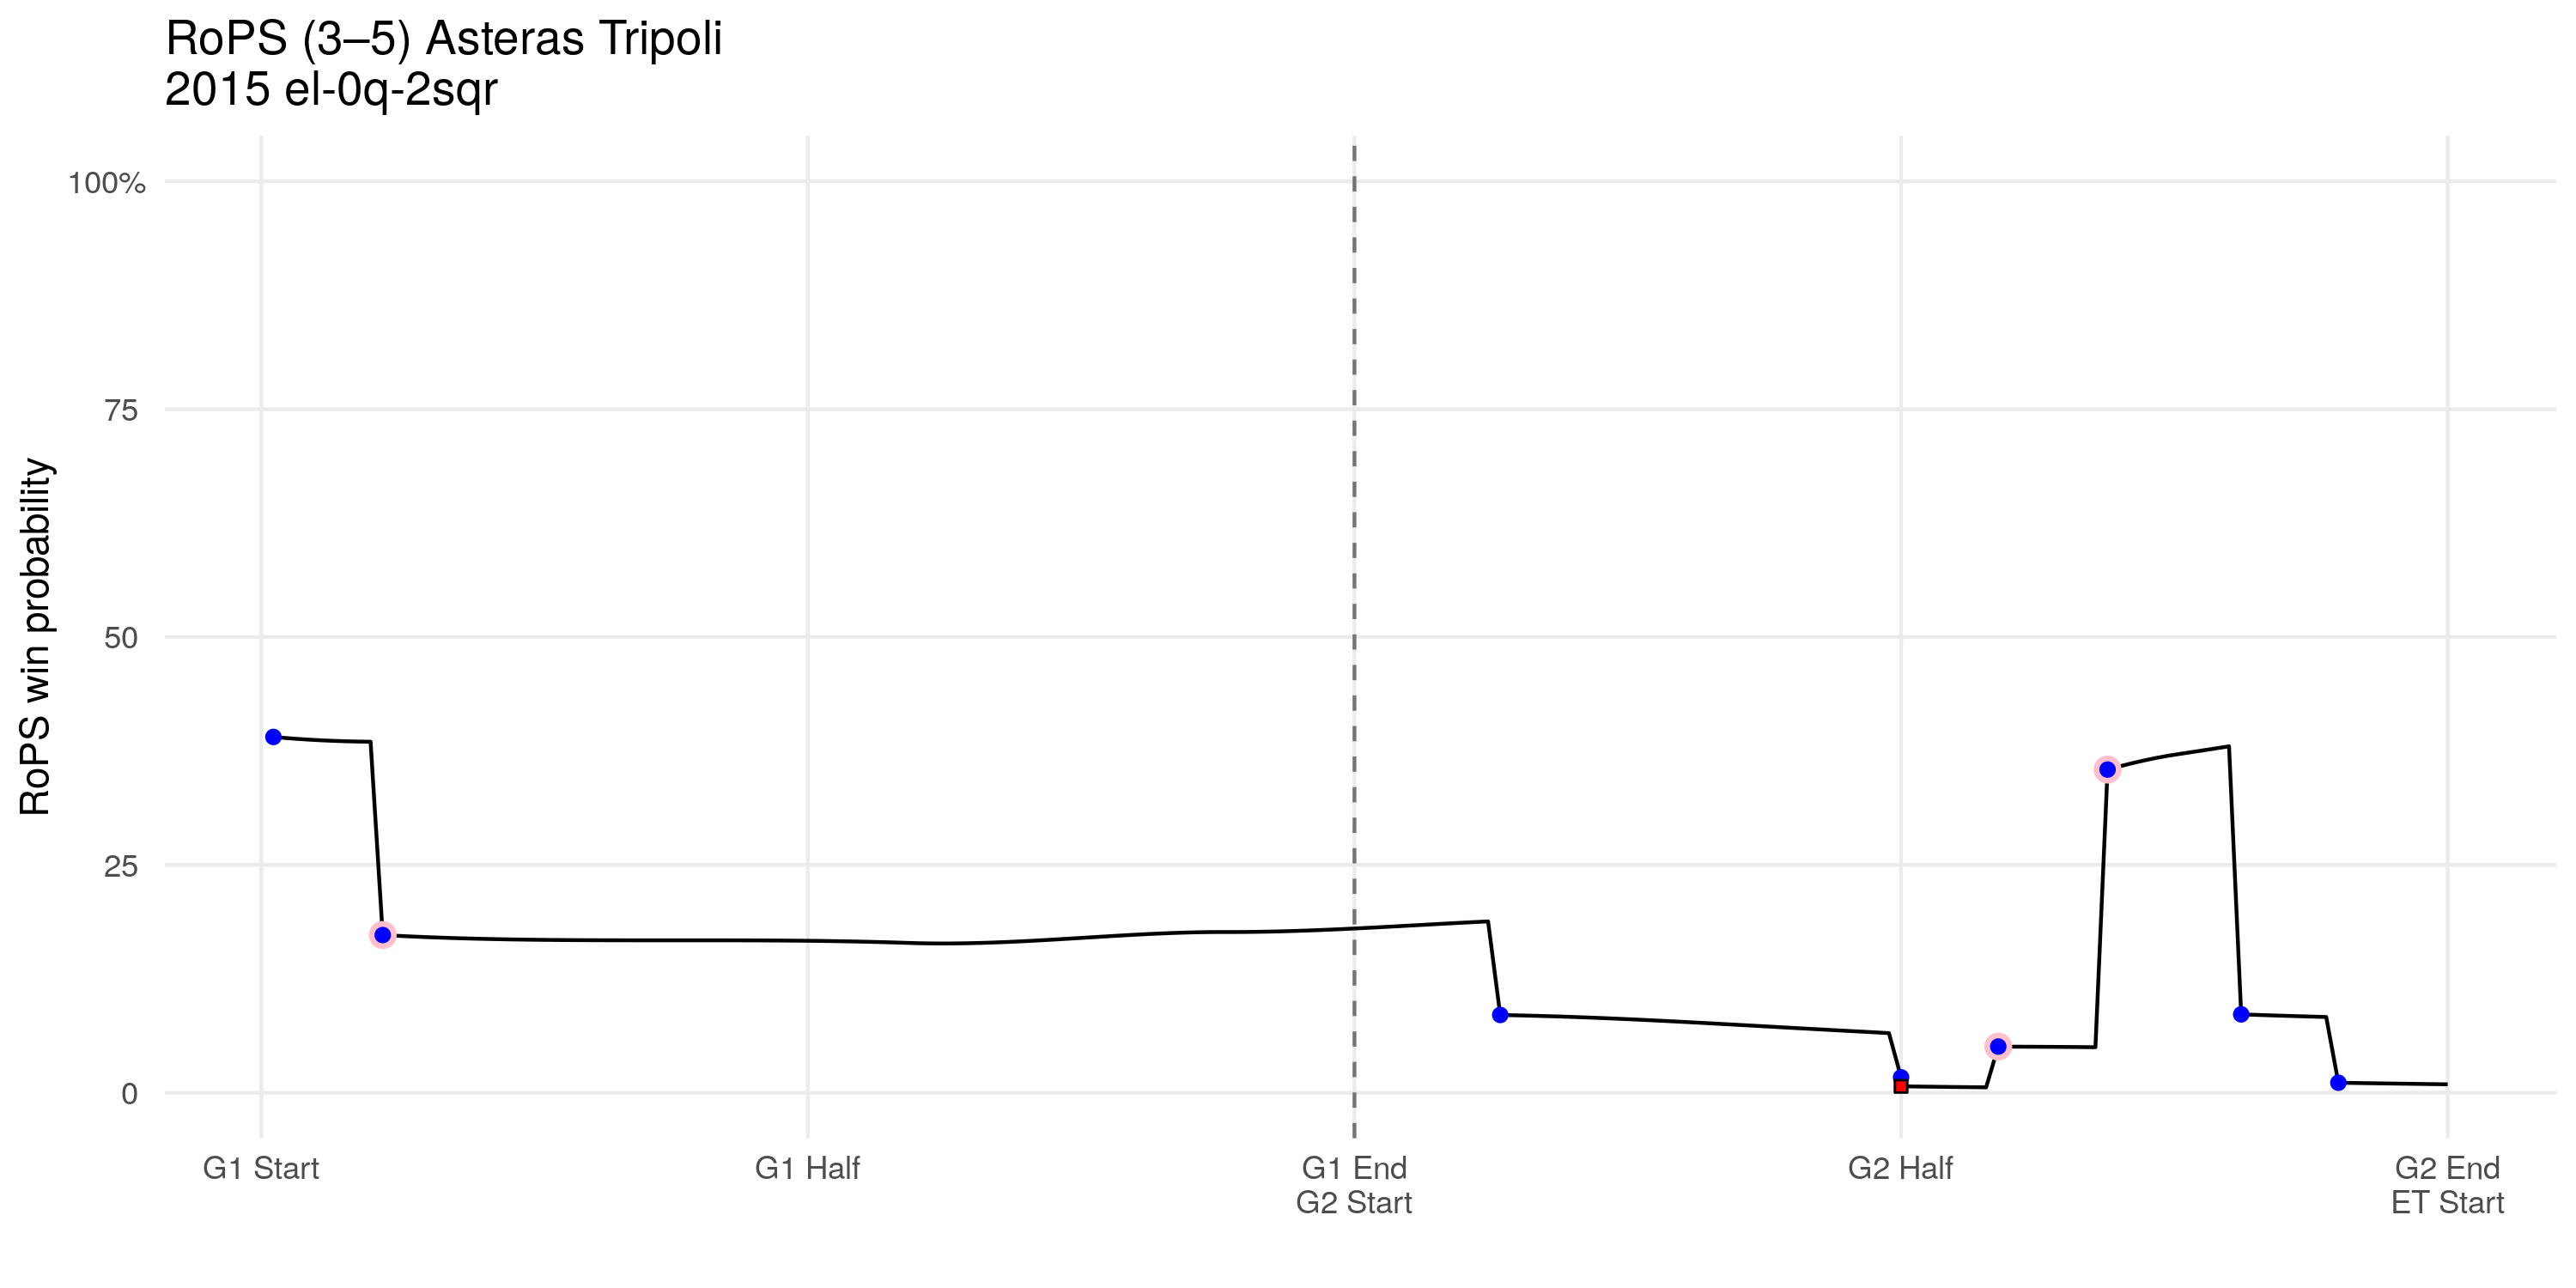 RoPS (3–5) Asteras Tripoli
2015 el-0q-2sqr
RoPS win probability
100%
75
50
25
0
G1 Start
G1 Half
G1 End
G2 Start
G2 Half
G2 End
ET Start